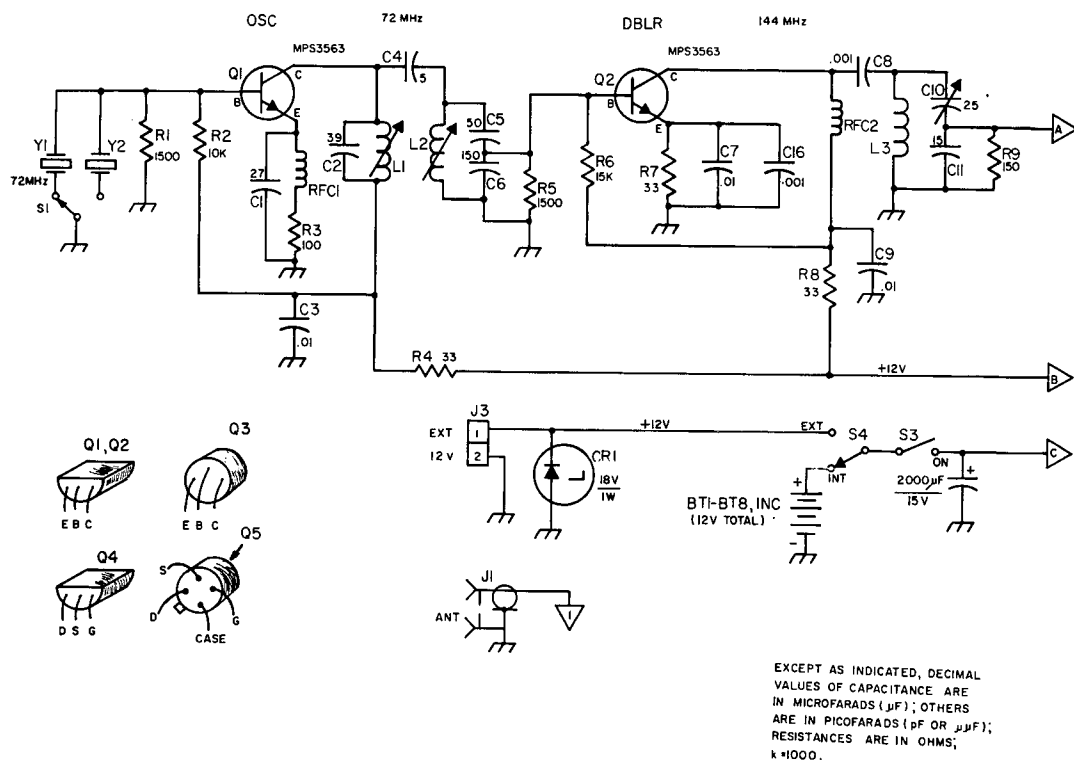 OSC
72 MHz
DBLR
144 MHz
MPS3563
Q1
B
C
E
C4
5
MPS3563
Q2
B
C
E
.001
C8
C10
25
Y1
72MHz
Y2
S1
R1
1500
R2
10K
27
C1
RFC1
R3
100
39
C2
L1
L2
50
C5
150
C6
R5
1500
R6
15K
R7
33
C7
.01
C16
.001
RFC2
L3
15
C11
R9
150
A
C3
.01
R8
33
C9
.01
R4 33
+12V
B
Q1, Q2
E B C
Q3
E B C
Q4
D S G
Q5
S
D
G
CASE
J3
EXT
12V
1
2
+12V
CR1
18V
1W
EXT
S4
INT
S3
ON
C
+
2000µF
15V
+
BT1-BT8, INC
(12V TOTAL)
-
J1
ANT
1
EXCEPT AS INDICATED, DECIMAL
VALUES OF CAPACITANCE ARE
IN MICROFARADS (µF); OTHERS
ARE IN PICOFARADS (pF OR µµF);
RESISTANCES ARE IN OHMS;
k=1000.